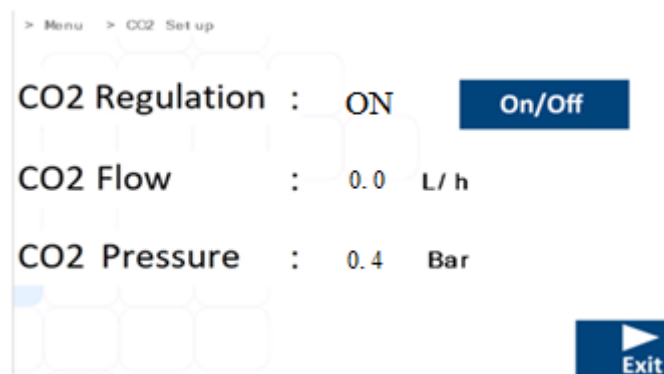 > Menu > CO2 Set up
CO2 Regulation : ON On/Off
CO2 Flow : 0.0 L/ h
CO2 Pressure : 0.4 Bar
Exit